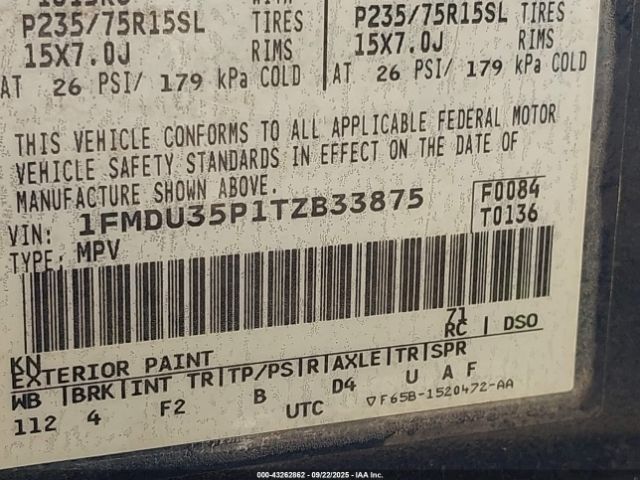 WITH
P235/75R15SL TIRES P235/75R15SL TIRES
15X7.0J RIMS 15X7.0J RIMS
AT 26 PSI/ 179 kPa COLD AT 26 PSI/ 179 kPa COLD
THIS VEHICLE CONFORMS TO ALL APPLICABLE FEDERAL MOTOR
VEHICLE SAFETY STANDARDS IN EFFECT ON THE DATE OF
MANUFACTURE SHOWN ABOVE.
VIN: 1FMDU35P1TZB33875 F0084
TYPE: MPV T0136
71
RC DSO
KN
EXTERIOR PAINT
WB BRK INT TR TP/PS R AXLE TR SPR
112 4 F2 B D4 U A F
UTC ▽F65B-1520472-AA
000-43262862 - 09/22/2025 - IAA Inc.